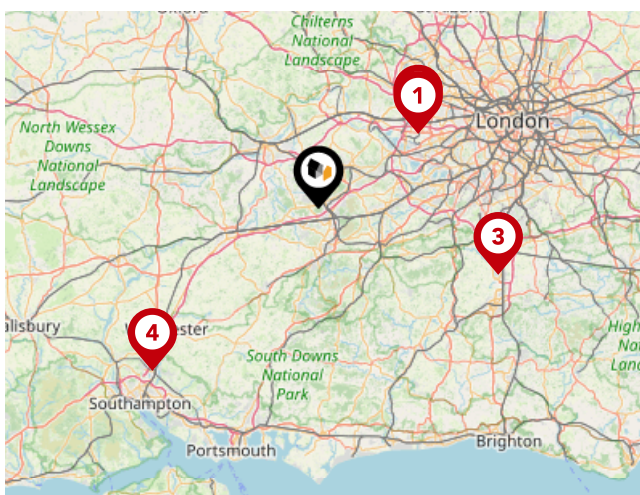 Chilterns
National
Landscape
1
London
North Wessex
Downs
National
Landscape
3
alisbury
4
South Downs
National
Park
Southampton
Portsmouth
Brighton